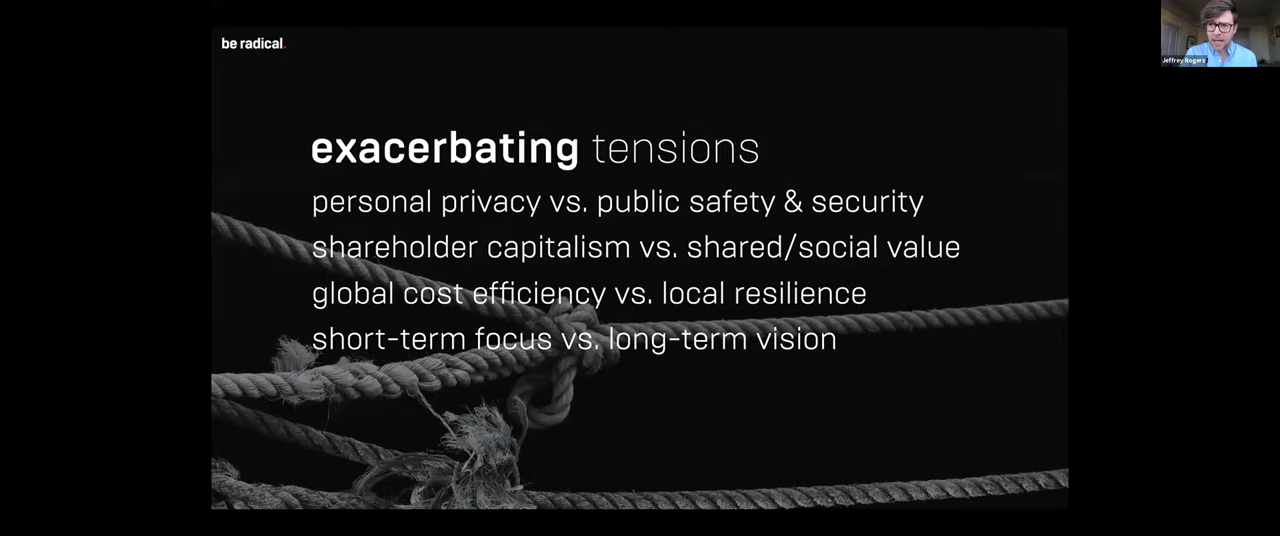 be radical.
Jeffrey Rogers
exacerbating tensions
personal privacy vs. public safety & security
shareholder capitalism vs. shared/social value
global cost efficiency vs. local resilience
short-term focus vs. long-term vision